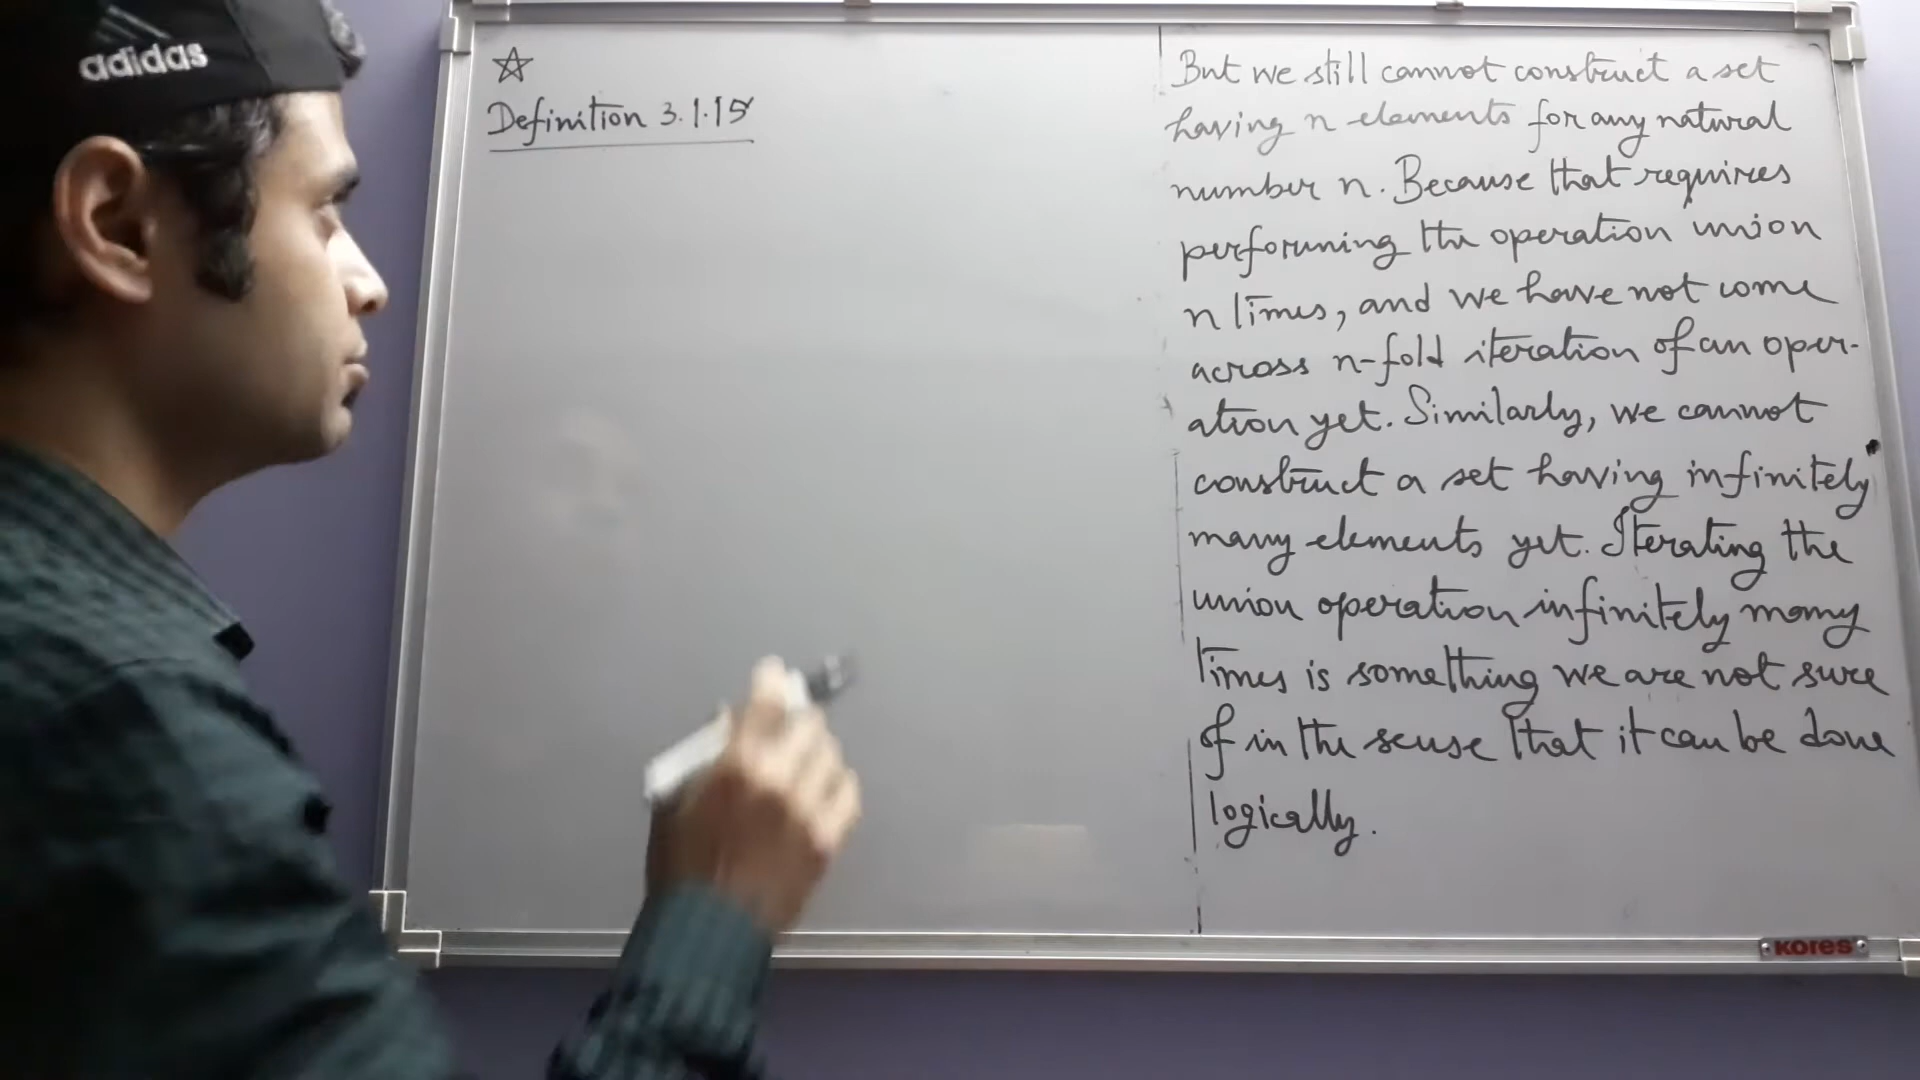 adidas
☆
Definition 3.1.15
But we still cannot construct a set
having n elements for any natural
number n. Because that requires
performing the operation union
n times, and we have not come
across n-fold iteration of an oper-
ation yet. Similarly, we cannot
construct a set having infinitely
many elements yet. Iterating the
union operation infinitely many
times is something we are not sure
of in the sense that it can be done
logically.
KORES